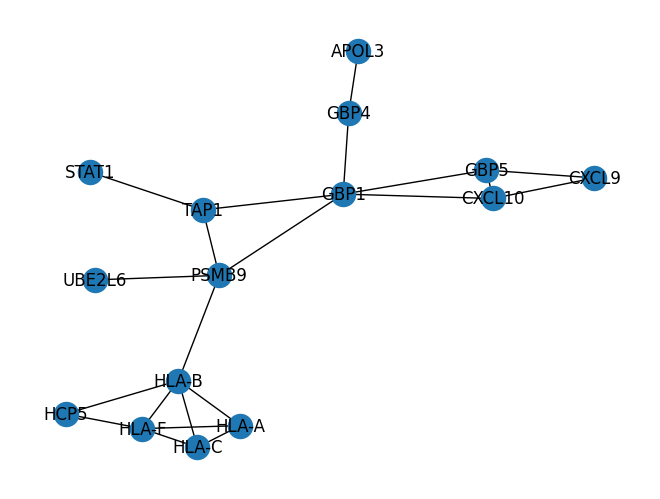 APOL3
GBP4
STAT1
GBP5
CXCL9
GBP1
CXCL10
TAP1
PSMB9
UBE2L6
HLA-B
HCP5
HLA-F
HLA-A
HLA-C